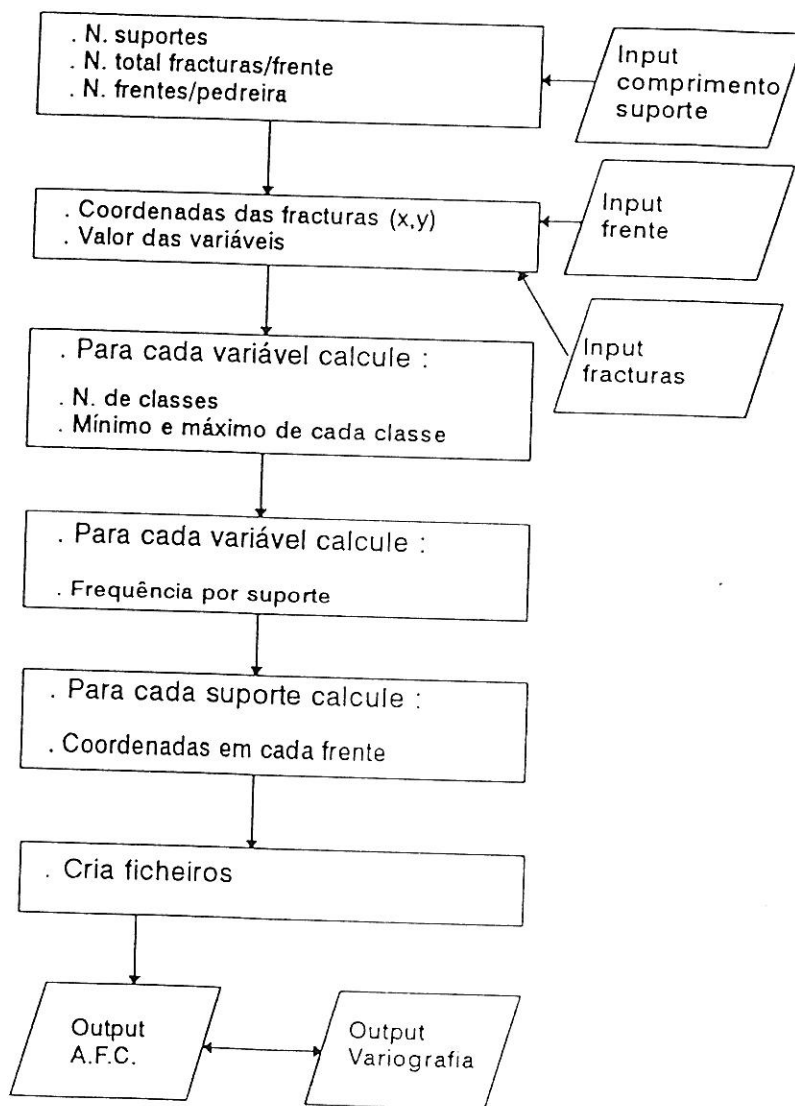 . N. suportes
. N. total fracturas/frente
. N. frentes/pedreira
Input
comprimento
suporte
. Coordenadas das fracturas (x,y)
. Valor das variáveis
Input
frente
Input
fracturas
. Para cada variável calcule :
. N. de classes
. Mínimo e máximo de cada classe
. Para cada variável calcule :
. Frequência por suporte
. Para cada suporte calcule :
. Coordenadas em cada frente
. Cria ficheiros
Output
A.F.C.
Output
Variografia